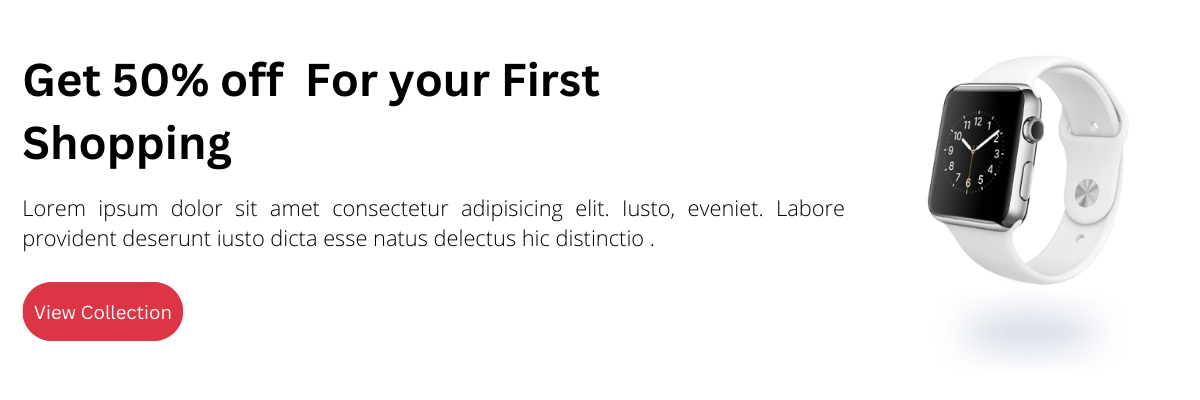 Get 50% off  For your First
Shopping
Lorem ipsum dolor sit amet consectetur adipisicing elit. Iusto, eveniet. Labore
provident deserunt iusto dicta esse natus delectus hic distinctio .
View Collection
11 12 1
10 2
9 3
8 4
7 6 5